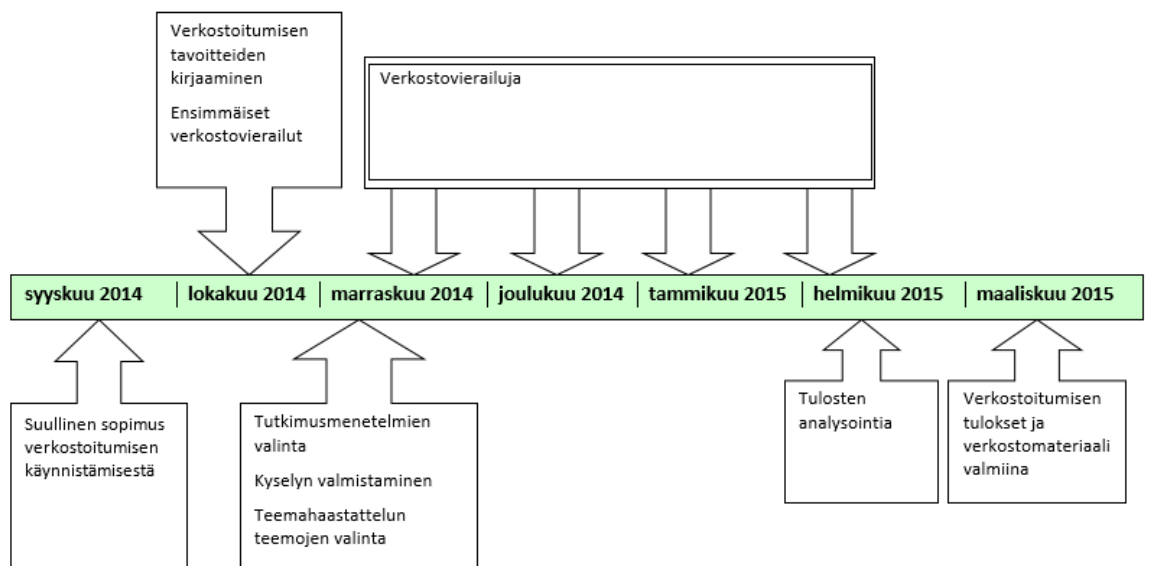 Verkostoitumisen
tavoitteiden
kirjaaminen
Ensimmäiset
verkostovierailut
Verkostovierailuja
syyskuu 2014 | lokakuu 2014 | marraskuu 2014 | joulukuu 2014 | tammikuu 2015 | helmikuu 2015 | maaliskuu 2015
Suullinen sopimus
verkostoitumisen
käynnistämisestä
Tutkimusmenetelmien
valinta
Kyselyn valmistaminen
Teemahaastattelun
teemojen valinta
Tulosten
analysointia
Verkostoitumisen
tulokset ja
verkostomateriaali
valmiina